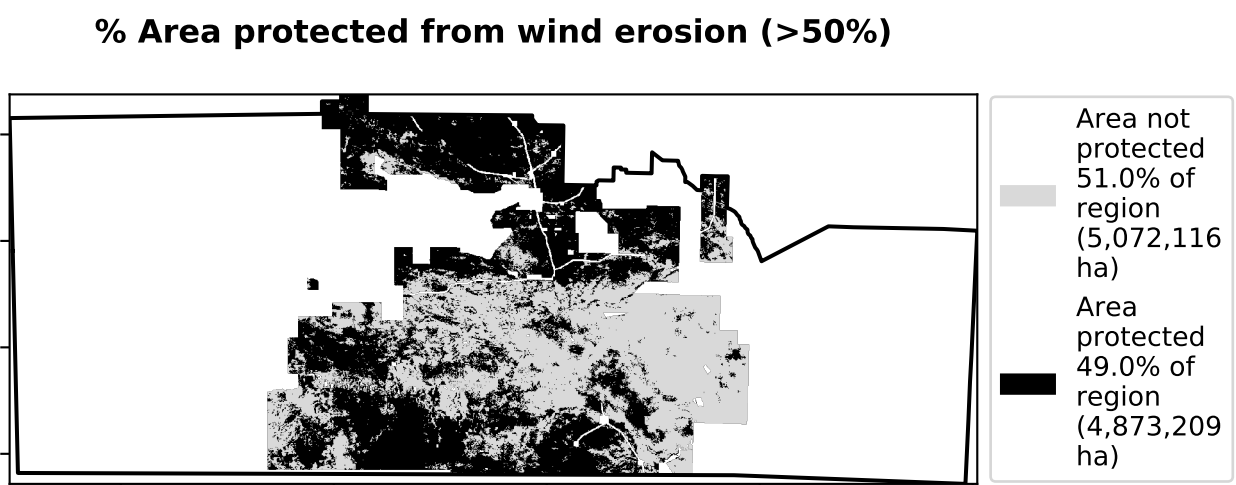 % Area protected from wind erosion (>50%)
Area not
protected
51.0% of
region
(5,072,116
ha)
Area
protected
49.0% of
region
(4,873,209
ha)